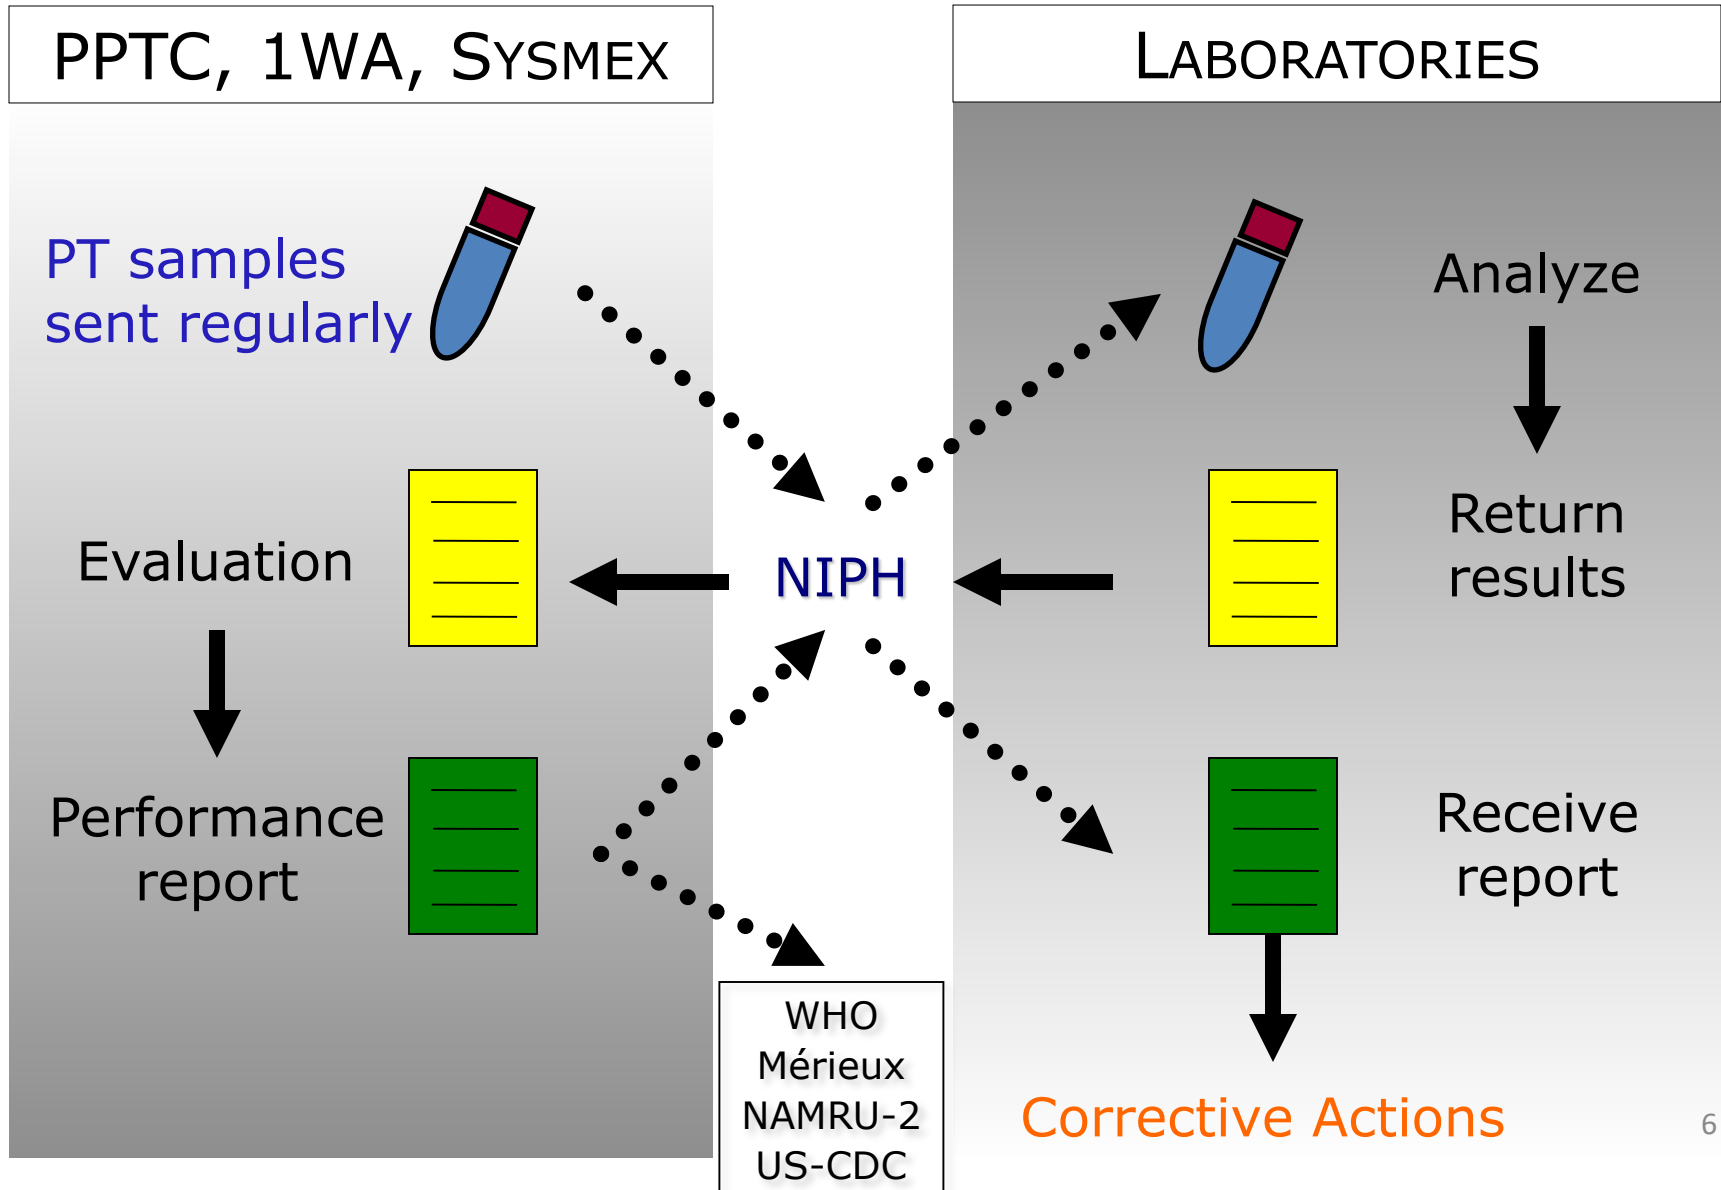 PPTC, 1WA, SYSMEX
LABORATORIES
PT samples
sent regularly
Analyze
Evaluation
NIPH
Return
results
Performance
report
Receive
report
WHO
Mérieux
NAMRU-2
US-CDC
Corrective Actions
6